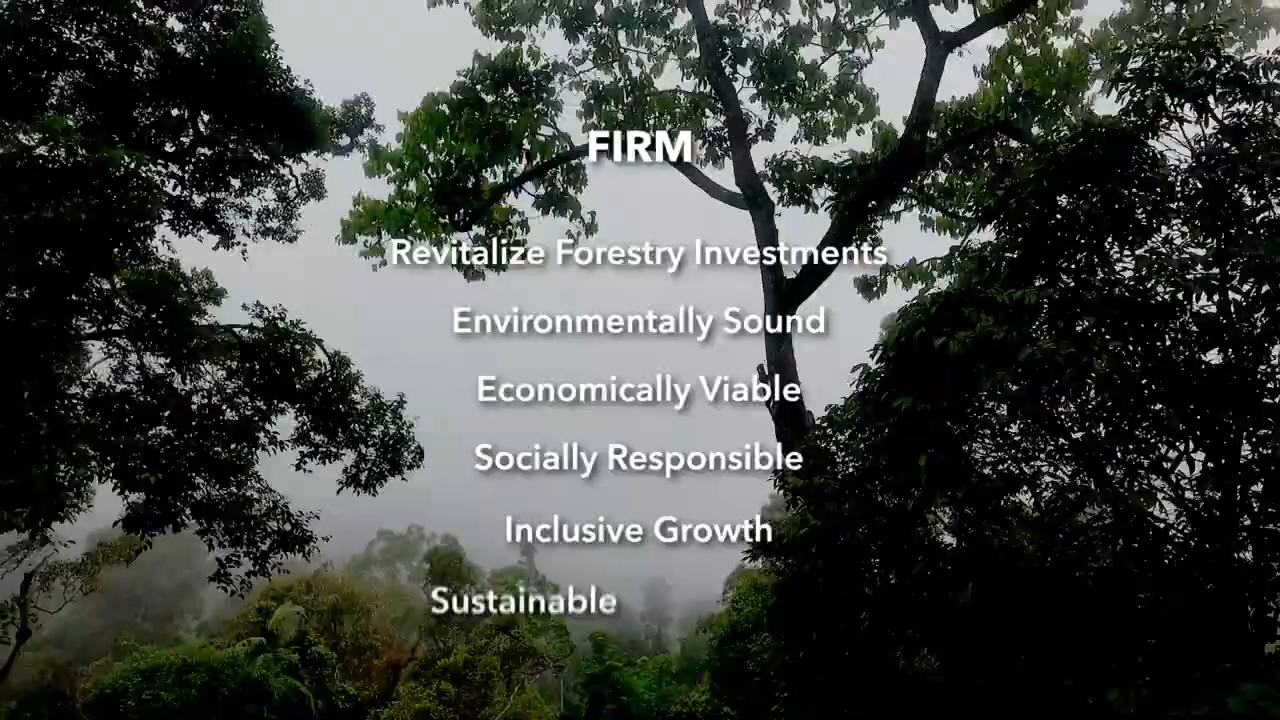 FIRM
Revitalize Forestry Investments
Environmentally Sound
Economically Viable
Socially Responsible
Inclusive Growth
Sustainable